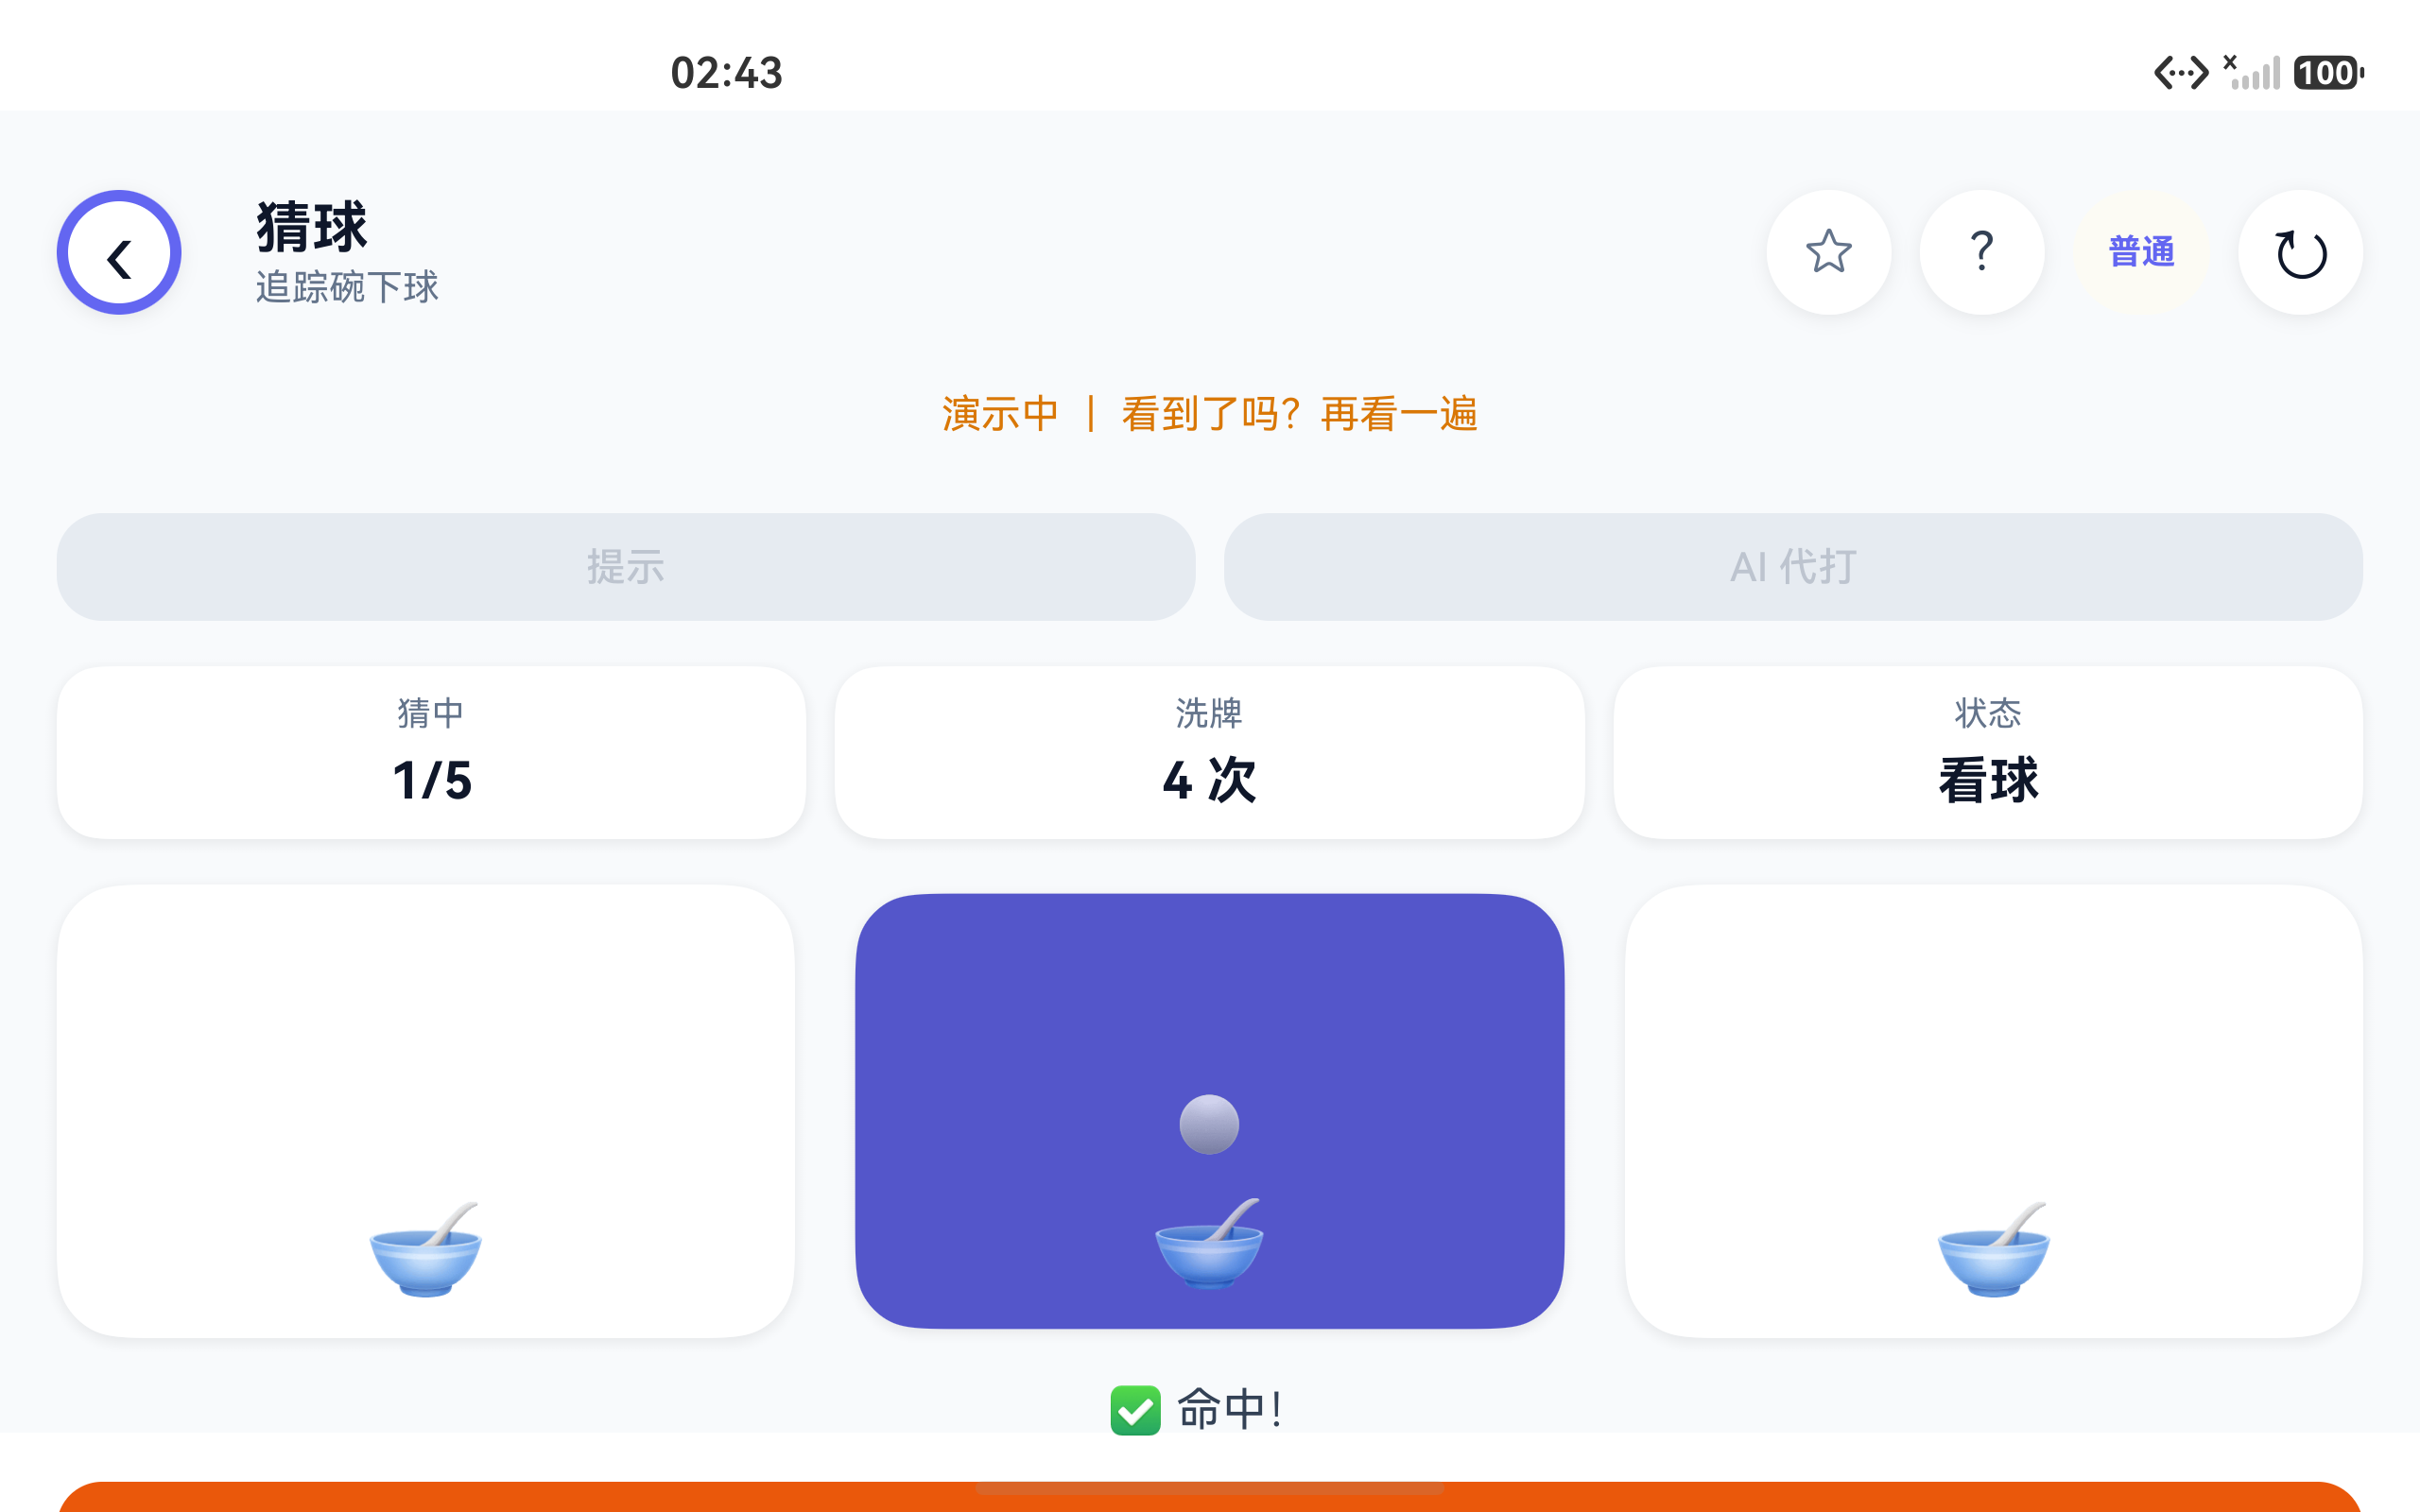 02:43
100
猜球
追踪碗下球
?
普通
演示中 | 看到了吗？再看一遍
提示
AI 代打
猜中
1/5
洗牌
4 次
状态
看球
命中！